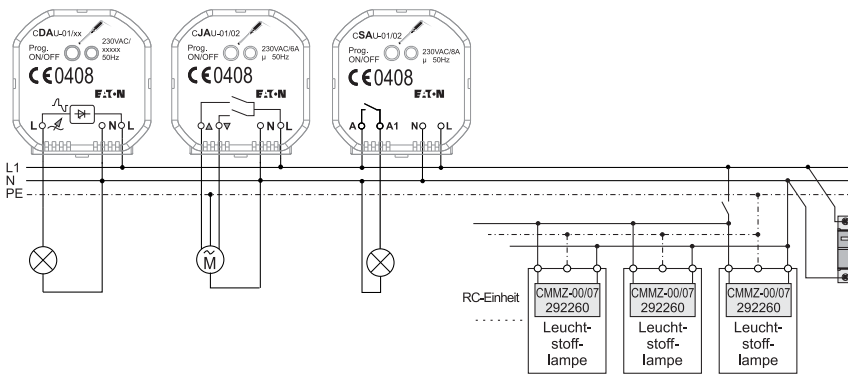 CDAU-01/xx
Prog.
ON/OFF
230VAC/
xxxxx
50Hz
CE0408
EATON
L
N
L
CJAU-01/02
Prog.
ON/OFF
230VAC/6A
µ 50Hz
CE0408
EATON
N
L
CSAU-01/02
Prog.
ON/OFF
230VAC/8A
µ 50Hz
CE0408
EATON
A
A1
N
L
L1
N
PE
M
RC-Einheit
CMMZ-00/07
292260
Leucht-
stoff-
lampe
CMMZ-00/07
292260
Leucht-
stoff-
lampe
CMMZ-00/07
292260
Leucht-
stoff-
lampe